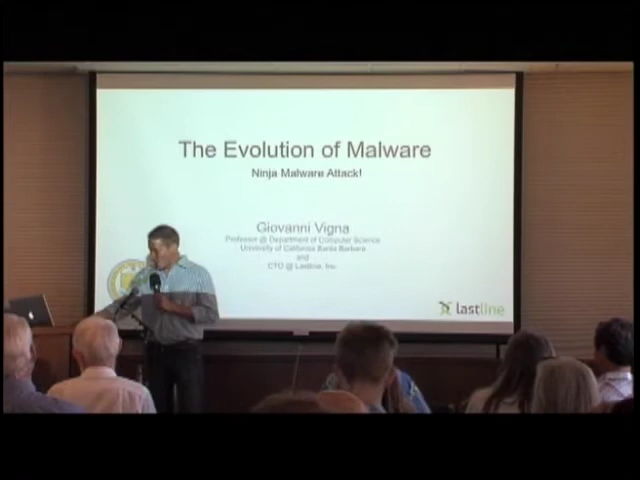 The Evolution of Malware
Ninja Malware Attack!
Giovanni Vigna
Professor @ Department of Computer Science
University of California Santa Barbara
and
CTO @ Lastline, Inc.
lastline